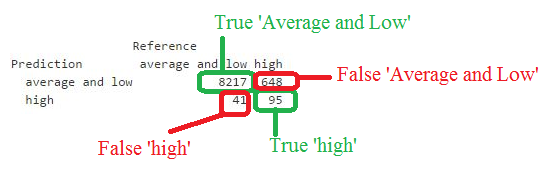 True 'Average and Low'
Reference
Prediction average and low high
average and low 8217 648
False 'Average and Low'
high 41 95
False 'high'
True 'high'